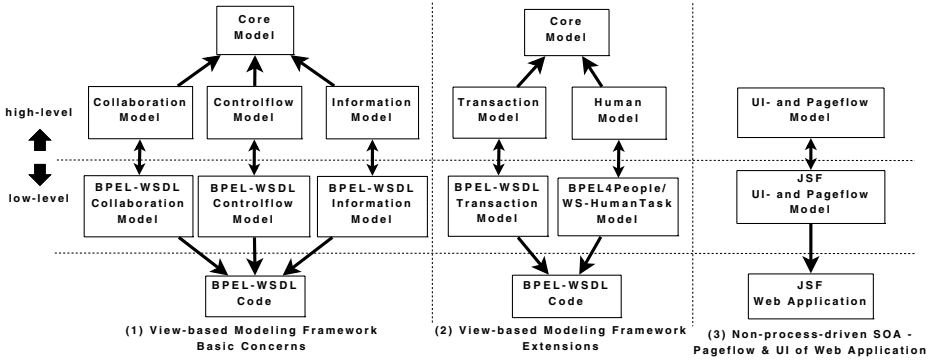 Core
Model
Collaboration
Model
Controlflow
Model
Information
Model
BPEL-WSDL
Collaboration
Model
BPEL-WSDL
Controlflow
Model
BPEL-WSDL
Information
Model
BPEL-WSDL
Code
(1) View-based Modeling Framework
Basic Concerns
high-level
low-level
Core
Model
Transaction
Model
Human
Model
BPEL-WSDL
Transaction
Model
BPEL4People/
WS-HumanTask
Model
BPEL-WSDL
Code
(2) View-based Modeling Framework
Extensions
UI- and Pageflow
Model
JSF
UI- and Pageflow
Model
JSF
Web Application
(3) Non-process-driven SOA -
Pageflow & UI of Web Application